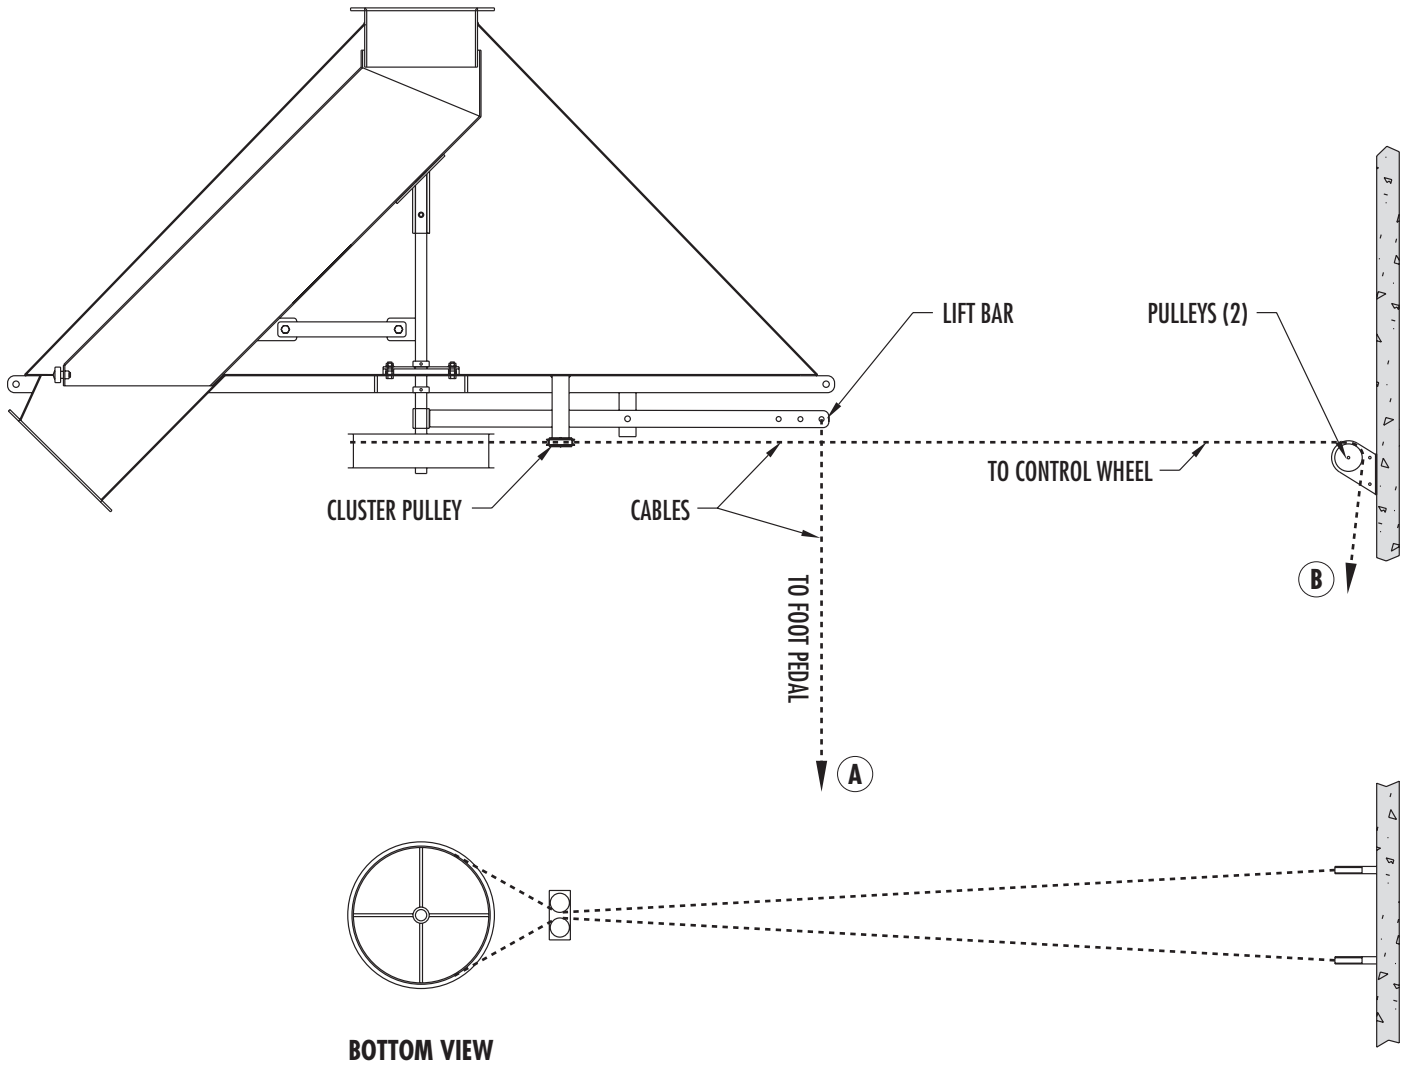 LIFT BAR
PULLEYS (2)
TO CONTROL WHEEL
CLUSTER PULLEY
CABLES
TO FOOT PEDAL
B
A
BOTTOM VIEW